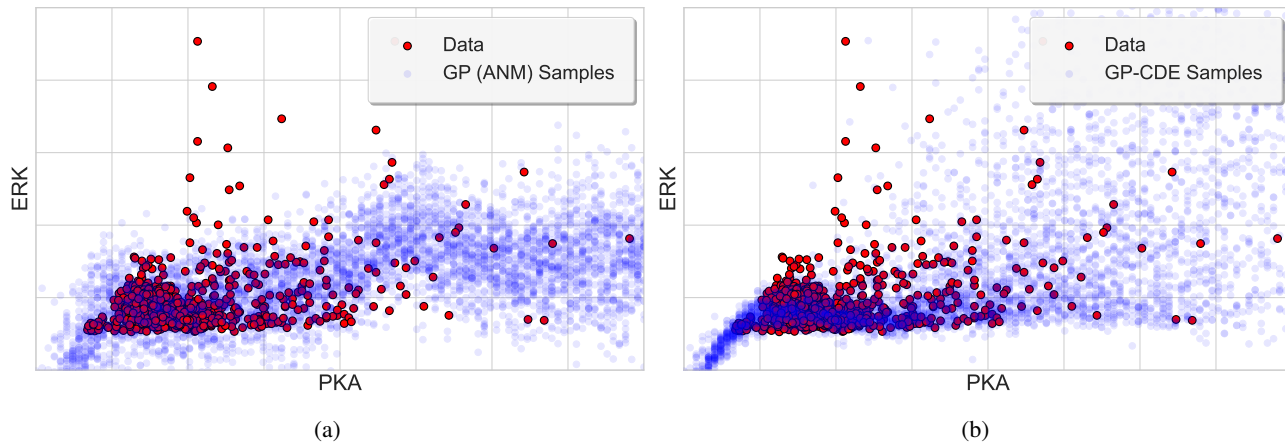 Data
GP (ANM) Samples
ERK
PKA
(a)
Data
GP-CDE Samples
ERK
PKA
(b)